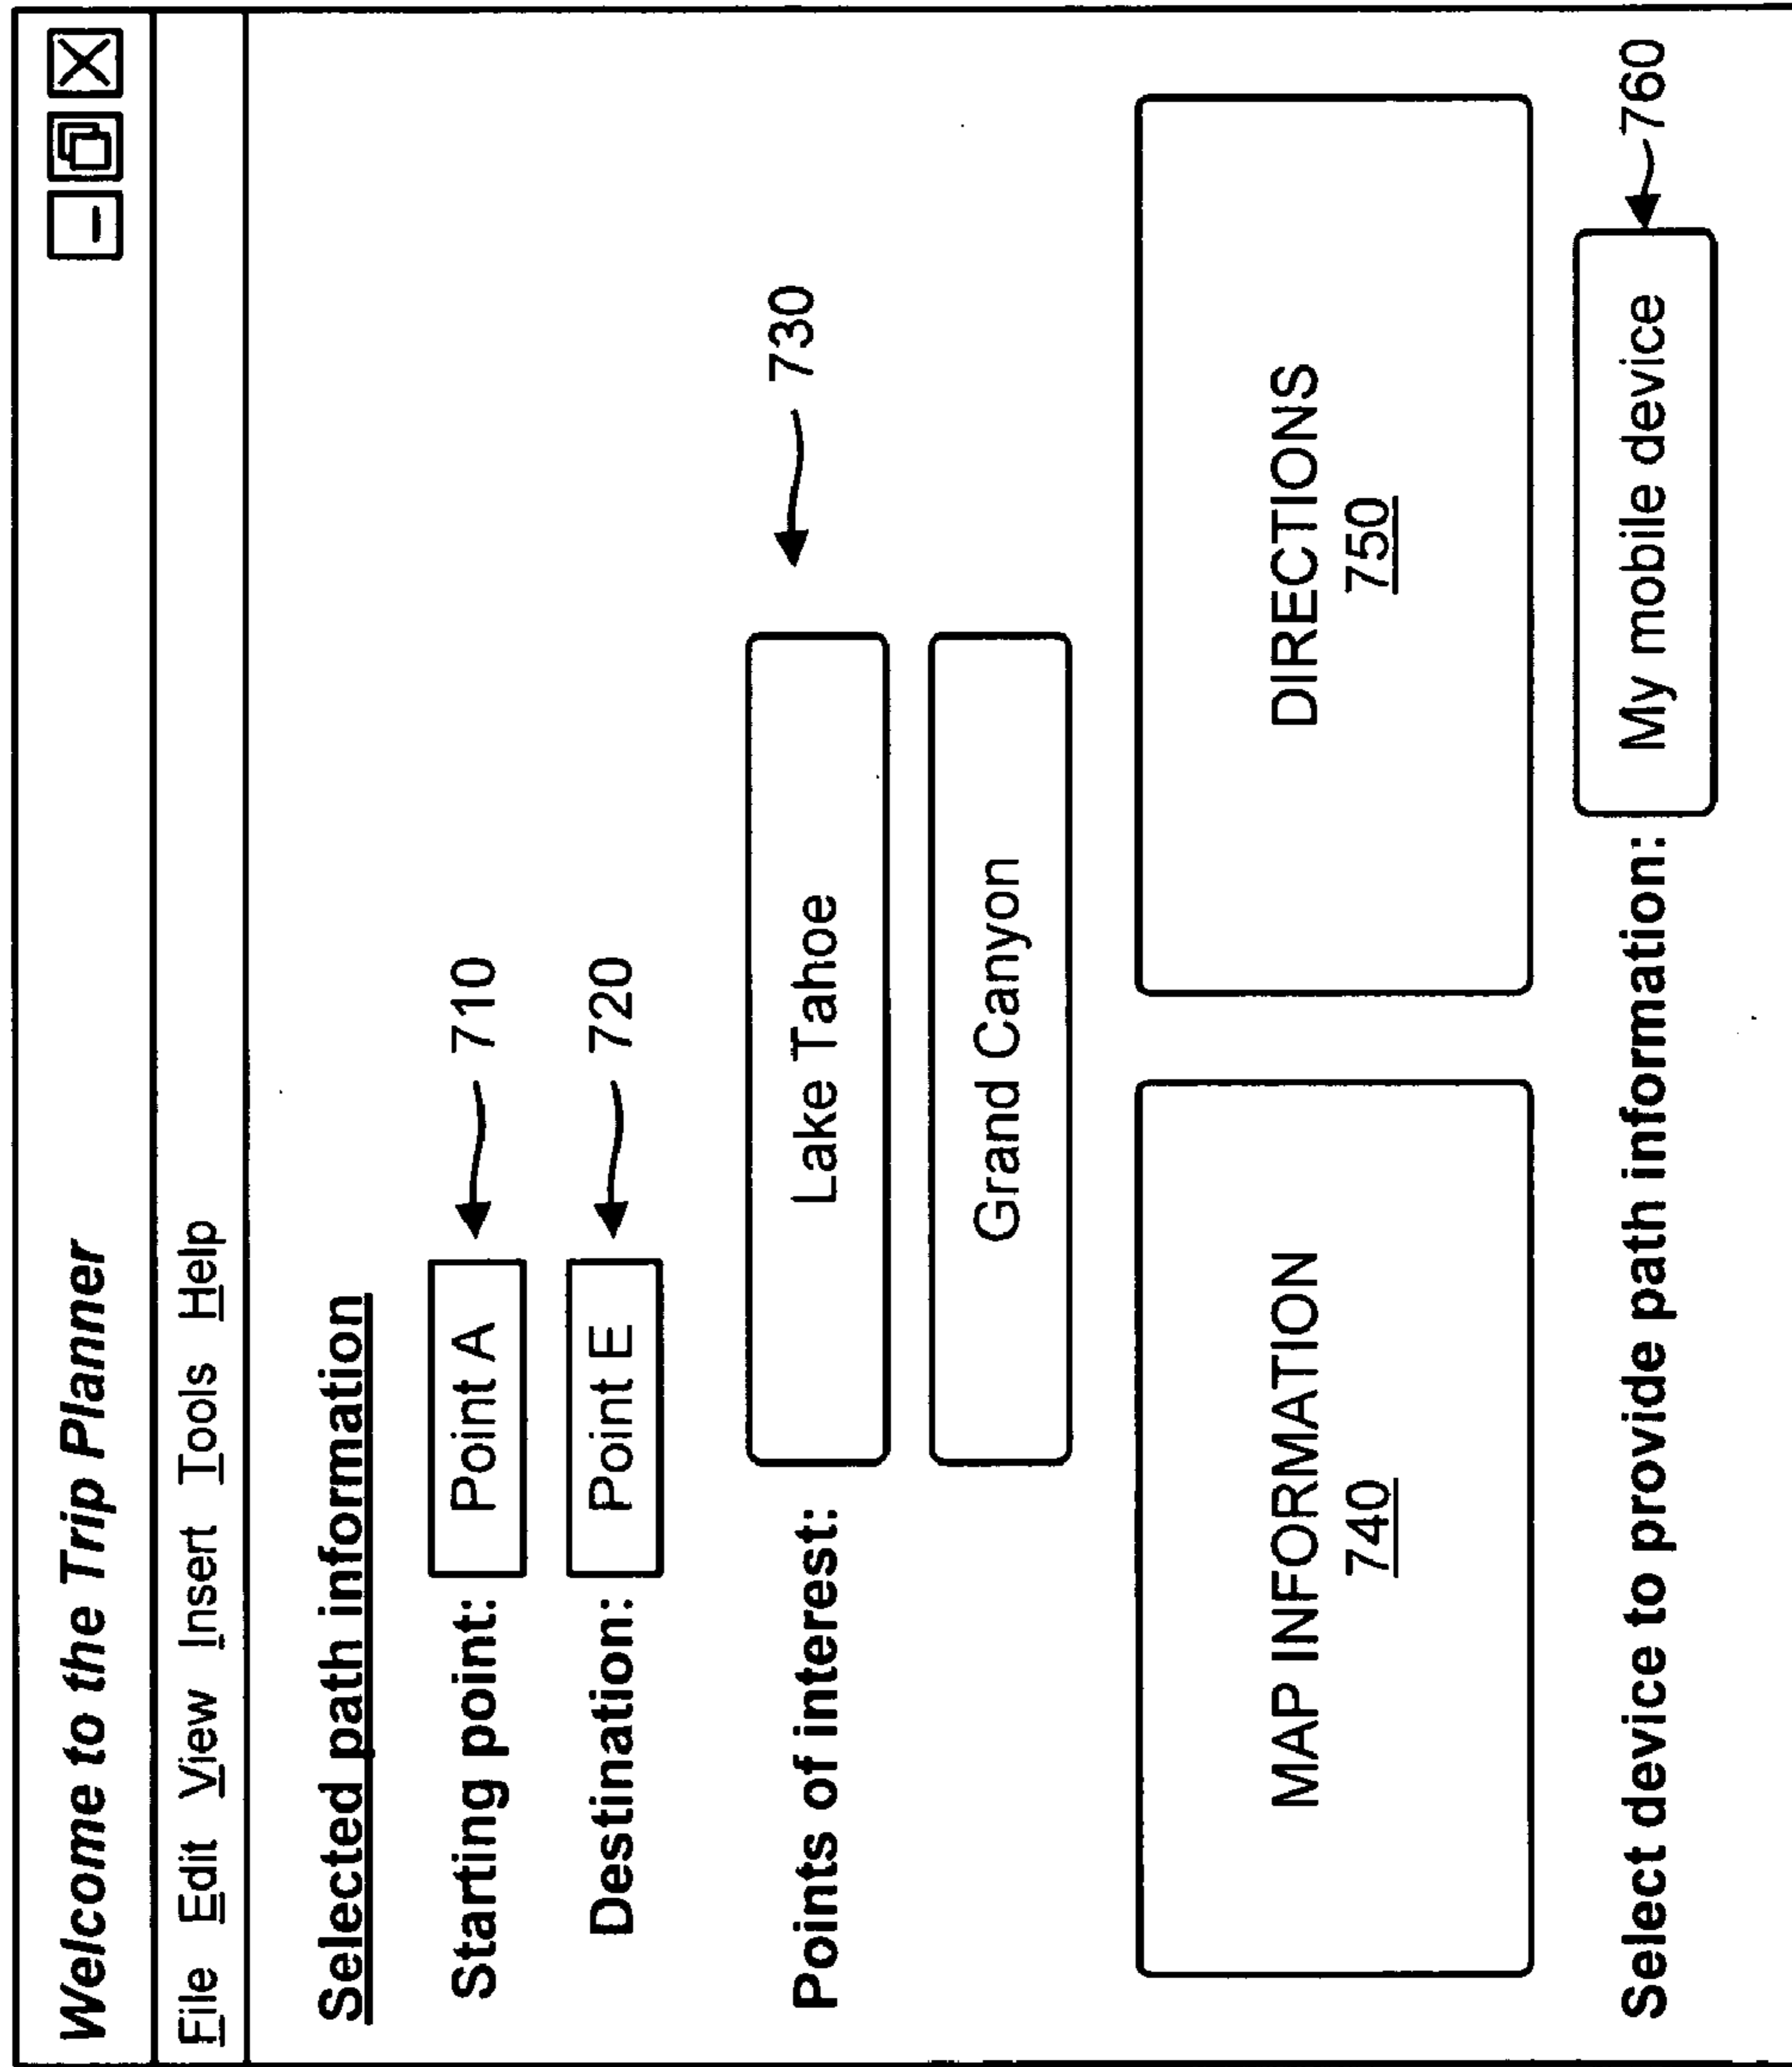 Welcome to the Trip Planner
File Edit View Insert Tools Help
Selected path information
Starting point: Point A 710
Destination: Point E 720
Points of interest: Lake Tahoe 730
Grand Canyon
MAP INFORMATION DIRECTIONS
740 750
Select device to provide path information: My mobile device 760